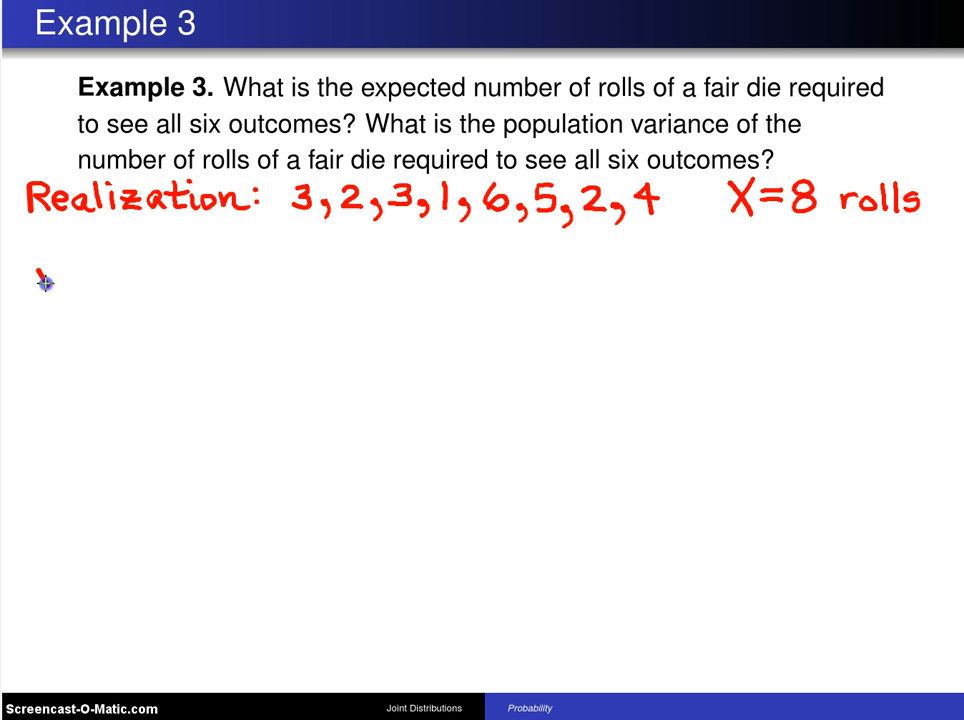 Example 3
Example 3. What is the expected number of rolls of a fair die required
to see all six outcomes? What is the population variance of the
number of rolls of a fair die required to see all six outcomes?
Realization: 3, 2, 3, 1, 6, 5, 2, 4 X=8 rolls
Screencast-O-Matic.com Joint Distributions Probability